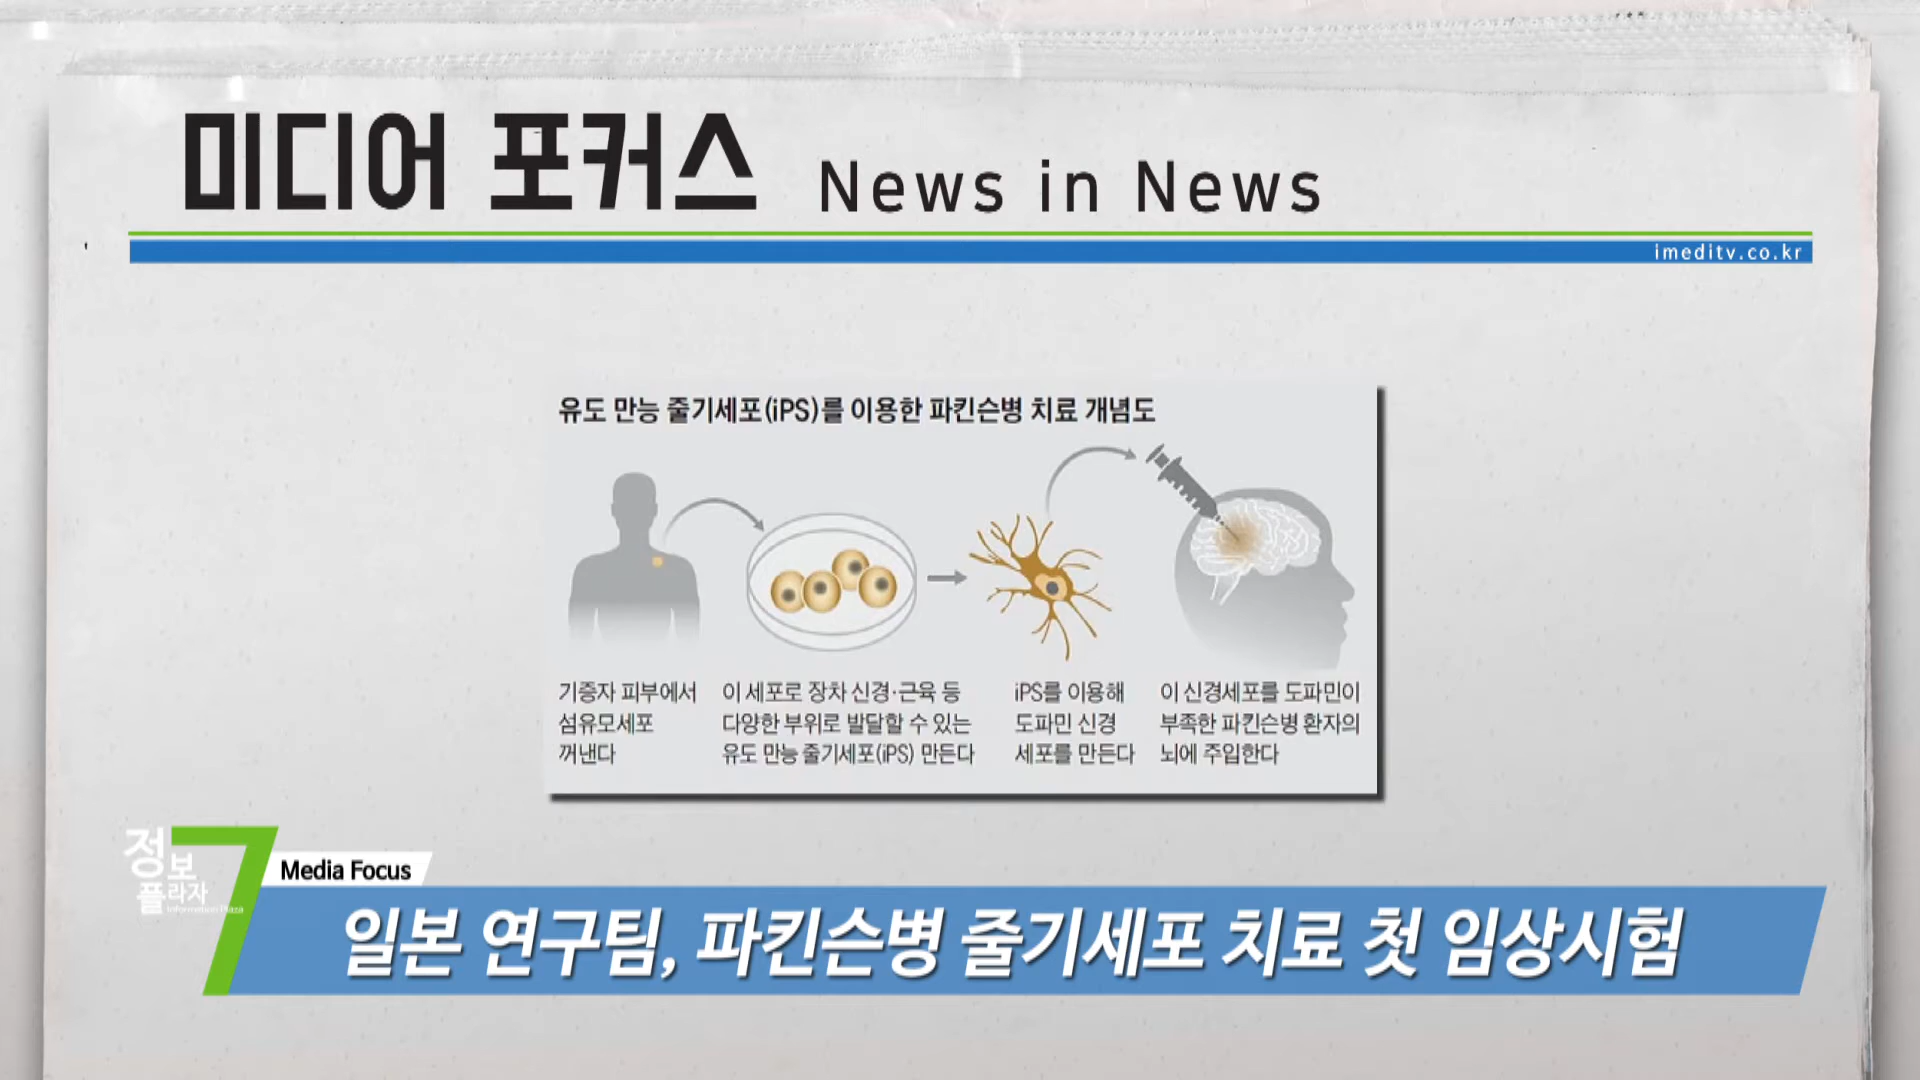 미디어 포커스 News in News
imeditv.co.kr
유도 만능 줄기세포(iPS)를 이용한 파킨슨병 치료 개념도
기증자 피부에서
섬유모세포
꺼낸다
이 세포로 장차 신경·근육 등
다양한 부위로 발달할 수 있는
유도 만능 줄기세포(iPS) 만든다
iPS를 이용해
도파민 신경
세포를 만든다
이 신경세포를 도파민이
부족한 파킨슨병 환자의
뇌에 주입한다
정보
플라자
Information Plaza
7
Media Focus
일본 연구팀, 파킨슨병 줄기세포 치료 첫 임상시험